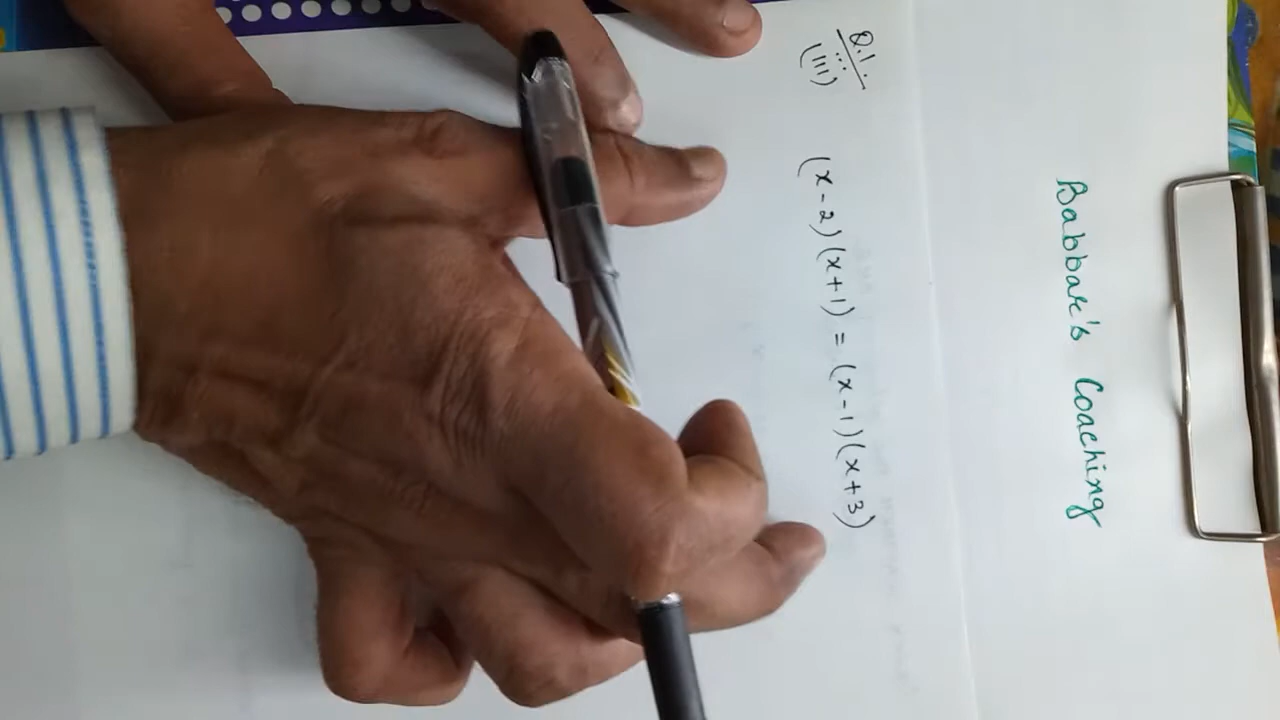 Babbar's Coaching
Q.1.
(iii) (x-2)(x+1) = (x-1)(x+3)